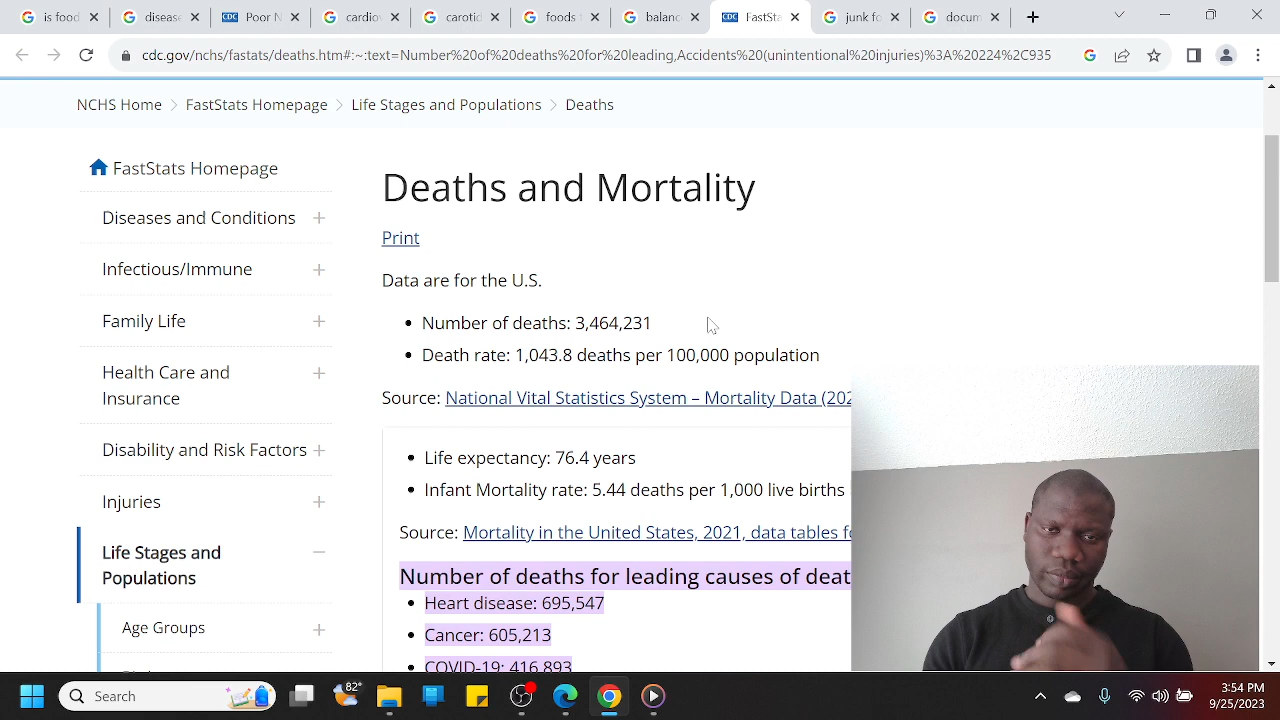 is food
disease
CDC Poor N
cardiov
carotid
foods t
balanc
CDC FastSta
junk fo
docum
cdc.gov/nchs/fastats/deaths.htm#:~:text=Number%20of%20deaths%20for%20leading,Accidents%20(unintentional%20injuries)%3A%20224%2C935
NCHS Home > FastStats Homepage > Life Stages and Populations > Deaths
FastStats Homepage
Diseases and Conditions
Infectious/Immune
Family Life
Health Care and
Insurance
Disability and Risk Factors
Injuries
Life Stages and
Populations
Age Groups
Deaths and Mortality
Print
Data are for the U.S.
Number of deaths: 3,464,231
Death rate: 1,043.8 deaths per 100,000 population
Source: National Vital Statistics System – Mortality Data (202
Life expectancy: 76.4 years
Infant Mortality rate: 5.44 deaths per 1,000 live births
Source: Mortality in the United States, 2021, data tables fo
Number of deaths for leading causes of deat
Heart disease: 695,547
Cancer: 605,213
COVID-19: 416,893
Search
82°
3:54 PM
9/25/2023